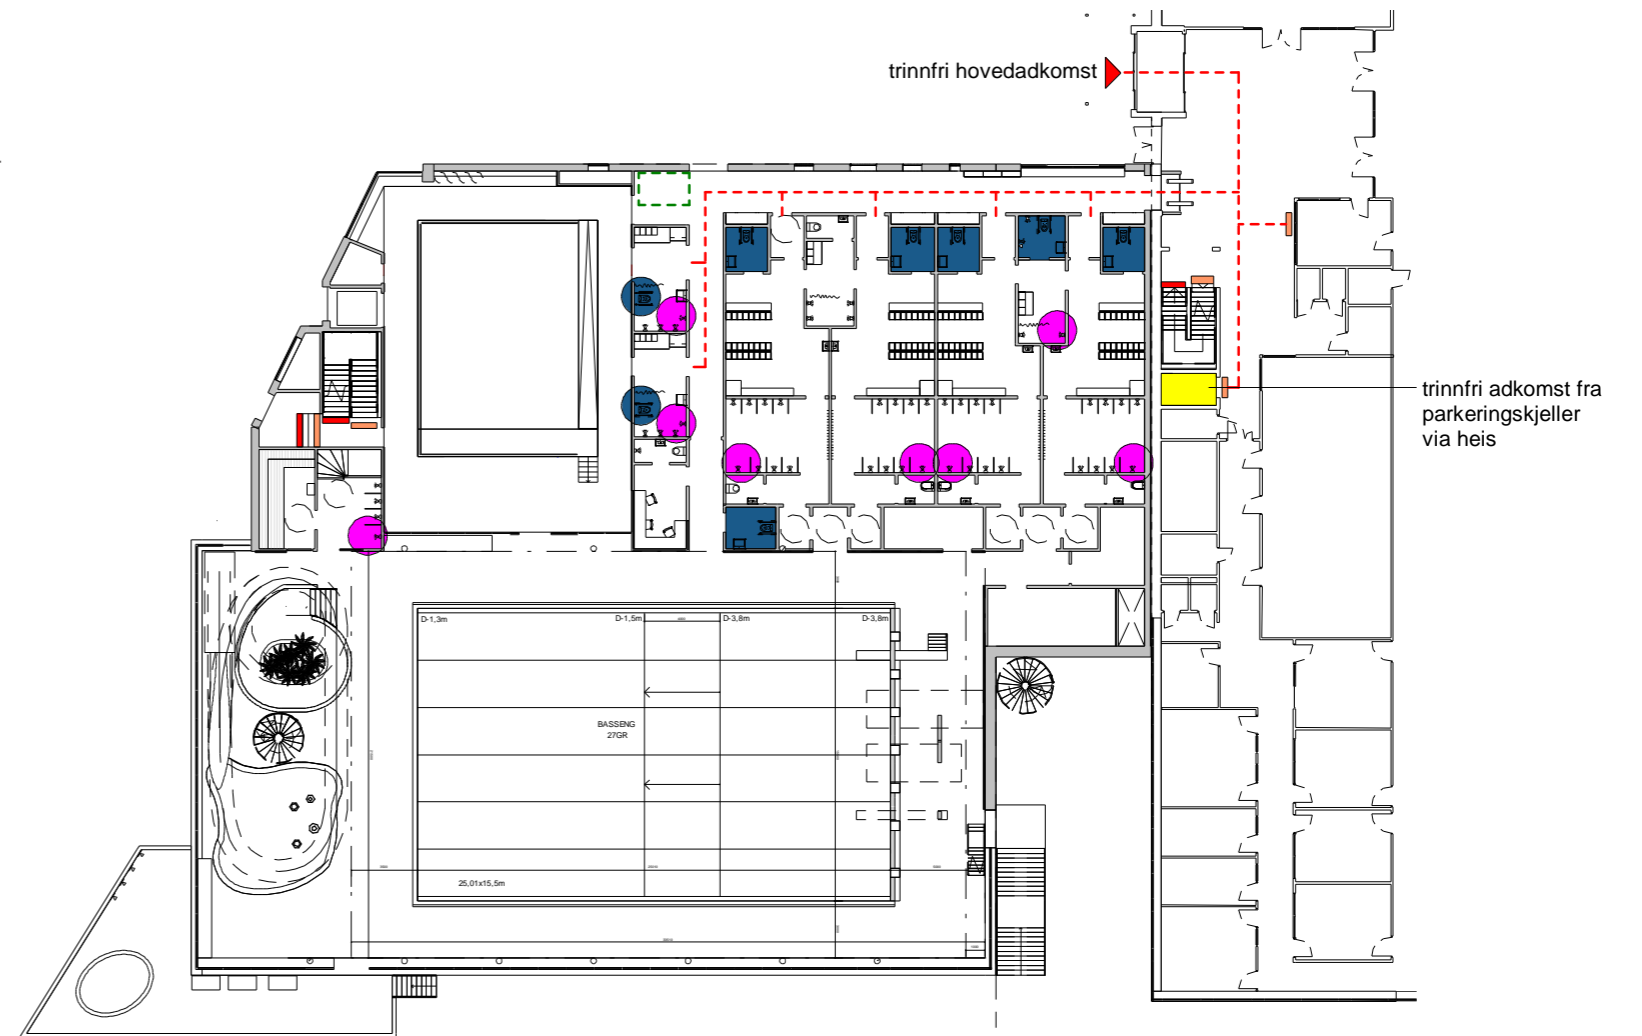 trinnfri hovedadkomst
trinnfri adkomst fra
parkeringskjeller
via heis
D-1,3m
D-1,5m
D-3,8m
D-3,8m
BASSENG
27GR
25,01x15,5m